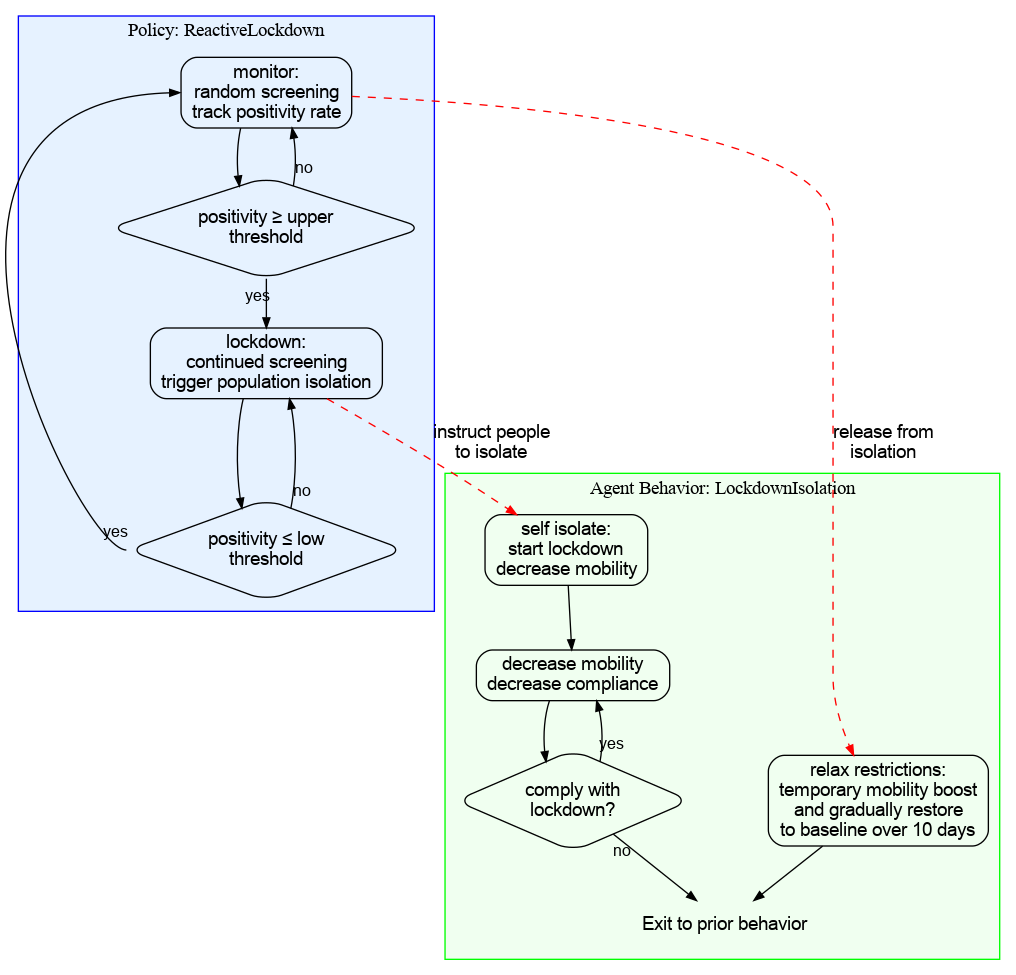 Policy: ReactiveLockdown
monitor:
random screening
track positivity rate
no
positivity ≥ upper
threshold
yes
lockdown:
continued screening
trigger population isolation
no
positivity ≤ low
threshold
yes
instruct people
to isolate
release from
isolation
Agent Behavior: LockdownIsolation
self isolate:
start lockdown
decrease mobility
decrease mobility
decrease compliance
yes
comply with
lockdown?
no
relax restrictions:
temporary mobility boost
and gradually restore
to baseline over 10 days
Exit to prior behavior